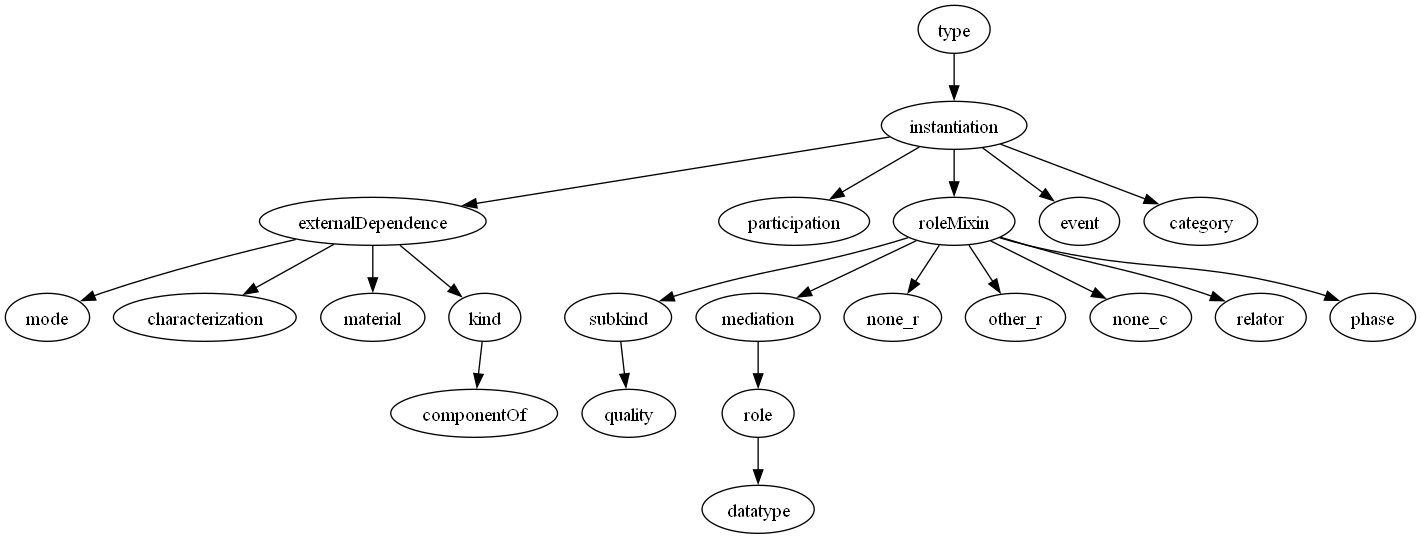 type
instantiation
externalDependence
participation
roleMixin
event
category
mode
characterization
material
kind
subkind
mediation
none_r
other_r
none_c
relator
phase
componentOf
quality
role
datatype